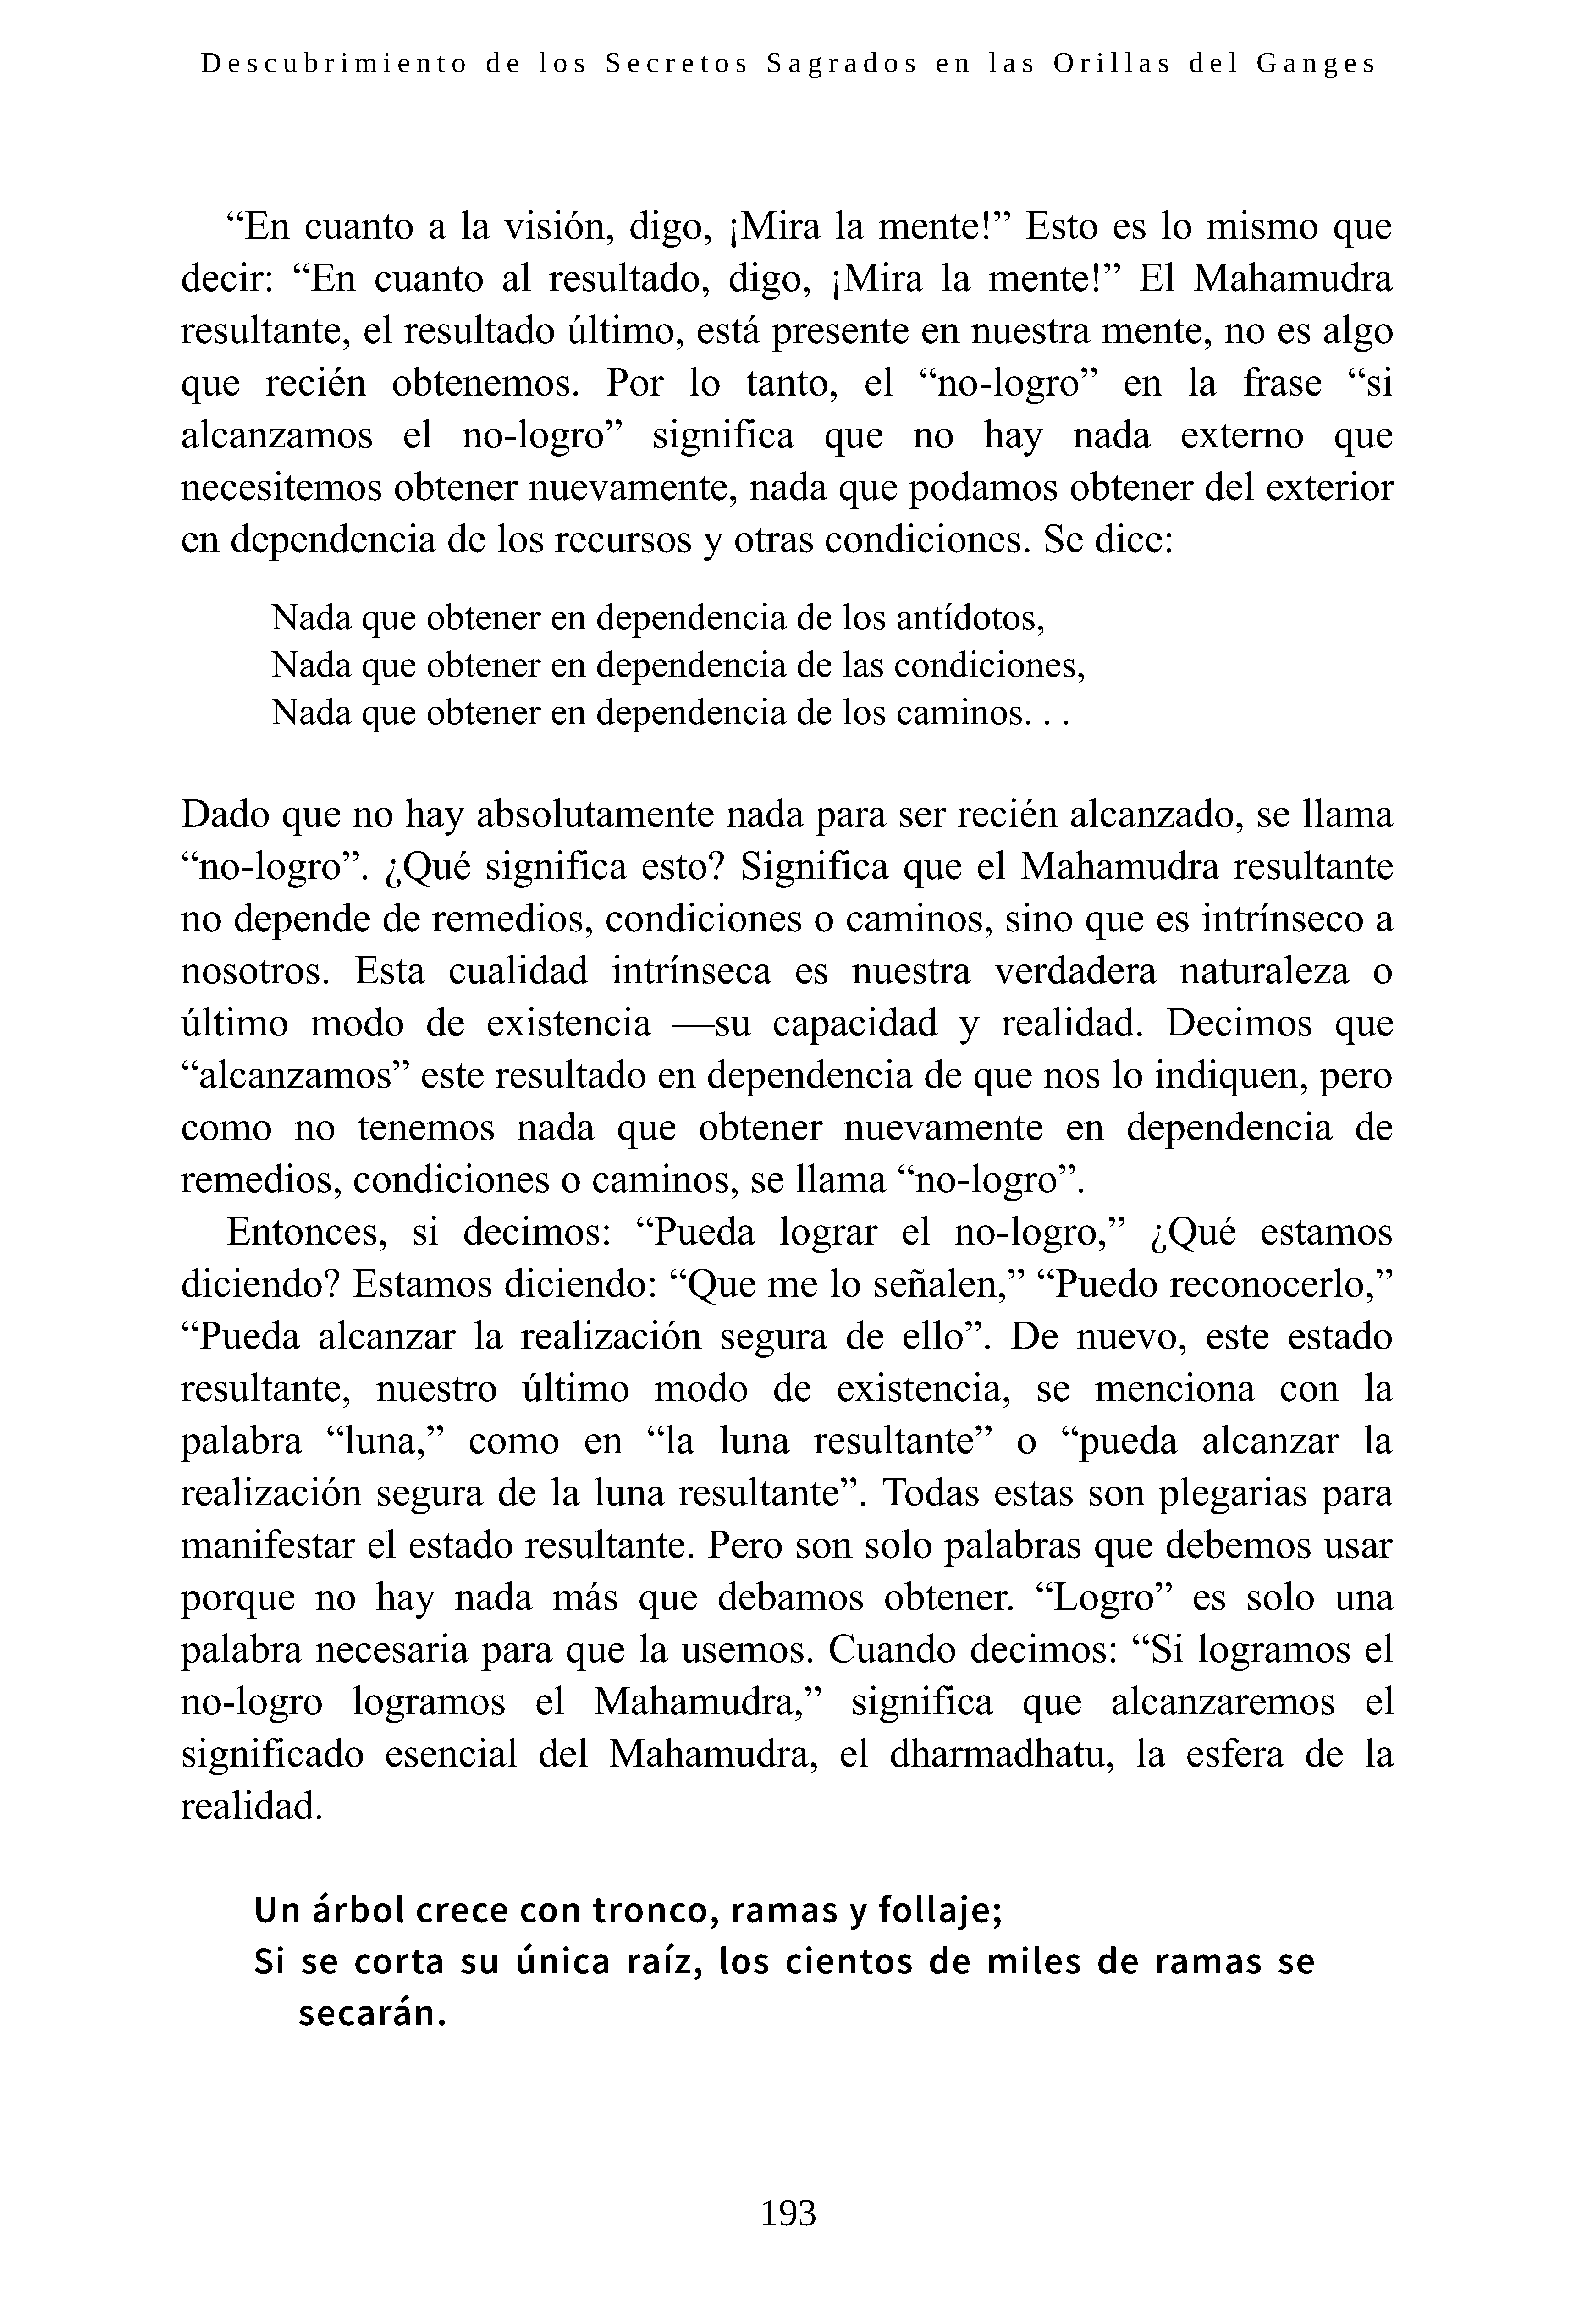 Descubrimiento de los Secretos Sagrados en las Orillas del Ganges
“En cuanto a la visión, digo, ¡Mira la mente!” Esto es lo mismo que
decir: “En cuanto al resultado, digo, ¡Mira la mente!” El Mahamudra
resultante, el resultado último, está presente en nuestra mente, no es algo
que recién obtenemos. Por lo tanto, el “no-logro” en la frase “si
alcanzamos el no-logro” significa que no hay nada externo que
necesitemos obtener nuevamente, nada que podamos obtener del exterior
en dependencia de los recursos y otras condiciones. Se dice:
Nada que obtener en dependencia de los antídotos,
Nada que obtener en dependencia de las condiciones,
Nada que obtener en dependencia de los caminos. . .
Dado que no hay absolutamente nada para ser recién alcanzado, se llama
“no-logro”. ¿Qué significa esto? Significa que el Mahamudra resultante
no depende de remedios, condiciones o caminos, sino que es intrínseco a
nosotros. Esta cualidad intrínseca es nuestra verdadera naturaleza o
último modo de existencia —su capacidad y realidad. Decimos que
“alcanzamos” este resultado en dependencia de que nos lo indiquen, pero
como no tenemos nada que obtener nuevamente en dependencia de
remedios, condiciones o caminos, se llama “no-logro”.
Entonces, si decimos: “Pueda lograr el no-logro,” ¿Qué estamos
diciendo? Estamos diciendo: “Que me lo señalen,” “Puedo reconocerlo,”
“Pueda alcanzar la realización segura de ello”. De nuevo, este estado
resultante, nuestro último modo de existencia, se menciona con la
palabra “luna,” como en “la luna resultante” o “pueda alcanzar la
realización segura de la luna resultante”. Todas estas son plegarias para
manifestar el estado resultante. Pero son solo palabras que debemos usar
porque no hay nada más que debamos obtener. “Logro” es solo una
palabra necesaria para que la usemos. Cuando decimos: “Si logramos el
no-logro logramos el Mahamudra,” significa que alcanzaremos el
significado esencial del Mahamudra, el dharmadhatu, la esfera de la
realidad.
Un árbol crece con tronco, ramas y follaje;
Si se corta su única raíz, los cientos de miles de ramas se
secarán.
193